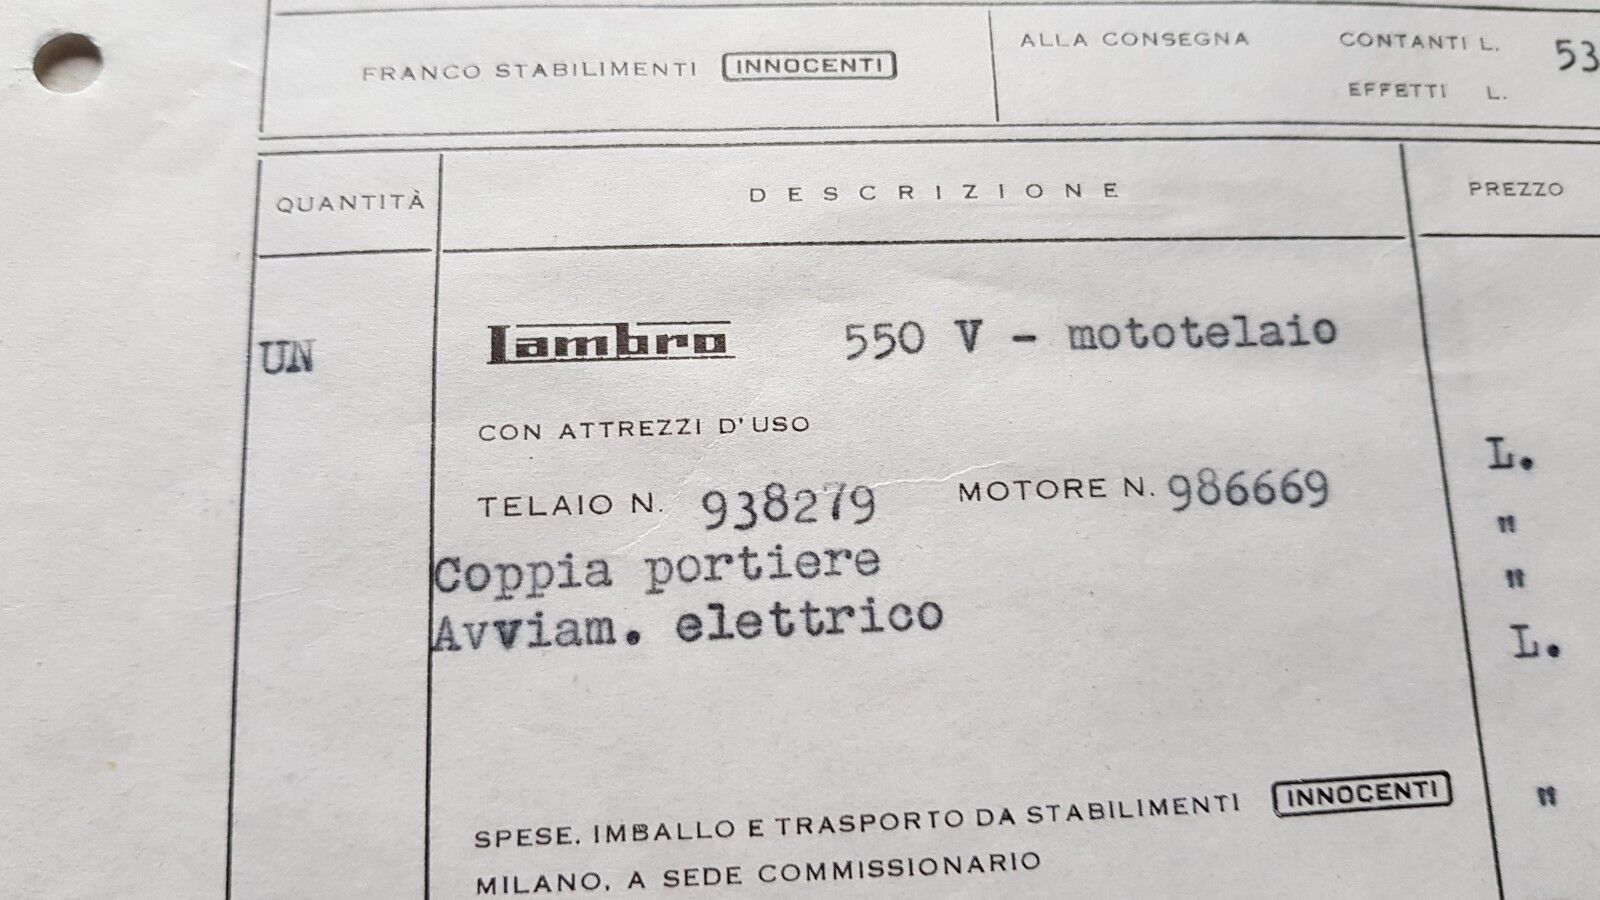 FRANCO STABILIMENTI INNOCENTI
ALLA CONSEGNA CONTANTI L. 53
EFFETTI L.
QUANTITÀ DESCRIZIONE PREZZO
UN Lambro 550 V - mototelaio
CON ATTREZZI D'USO
L.
TELAIO N. 938279 MOTORE N. 986669
"
Coppia portiere
"
Avviam. elettrico L.
SPESE, IMBALLO E TRASPORTO DA STABILIMENTI INNOCENTI "
MILANO, A SEDE COMMISSIONARIO